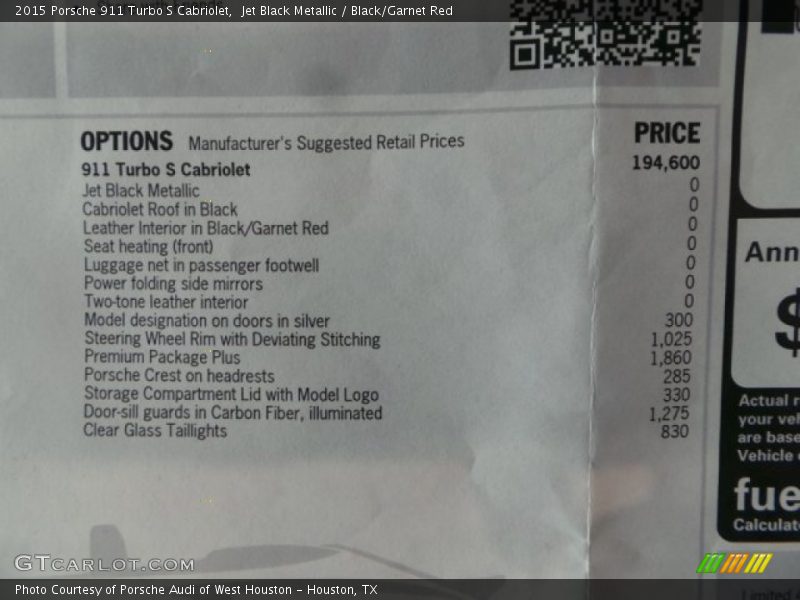 2015 Porsche 911 Turbo S Cabriolet, Jet Black Metallic / Black/Garnet Red
OPTIONS Manufacturer's Suggested Retail Prices PRICE
911 Turbo S Cabriolet 194,600
Jet Black Metallic 0
Cabriolet Roof in Black 0
Leather Interior in Black/Garnet Red 0
Seat heating (front) 0
Luggage net in passenger footwell 0
Power folding side mirrors 0
Two-tone leather interior 0
Model designation on doors in silver 300
Steering Wheel Rim with Deviating Stitching 1,025
Premium Package Plus 1,860
Porsche Crest on headrests 285
Storage Compartment Lid with Model Logo 330
Door-sill guards in Carbon Fiber, illuminated 1,275
Clear Glass Taillights 830
Ann
$
Actual r
your vel
are base
Vehicle
fue
Calculat
GTCARLOT.COM
Photo Courtesy of Porsche Audi of West Houston - Houston, TX